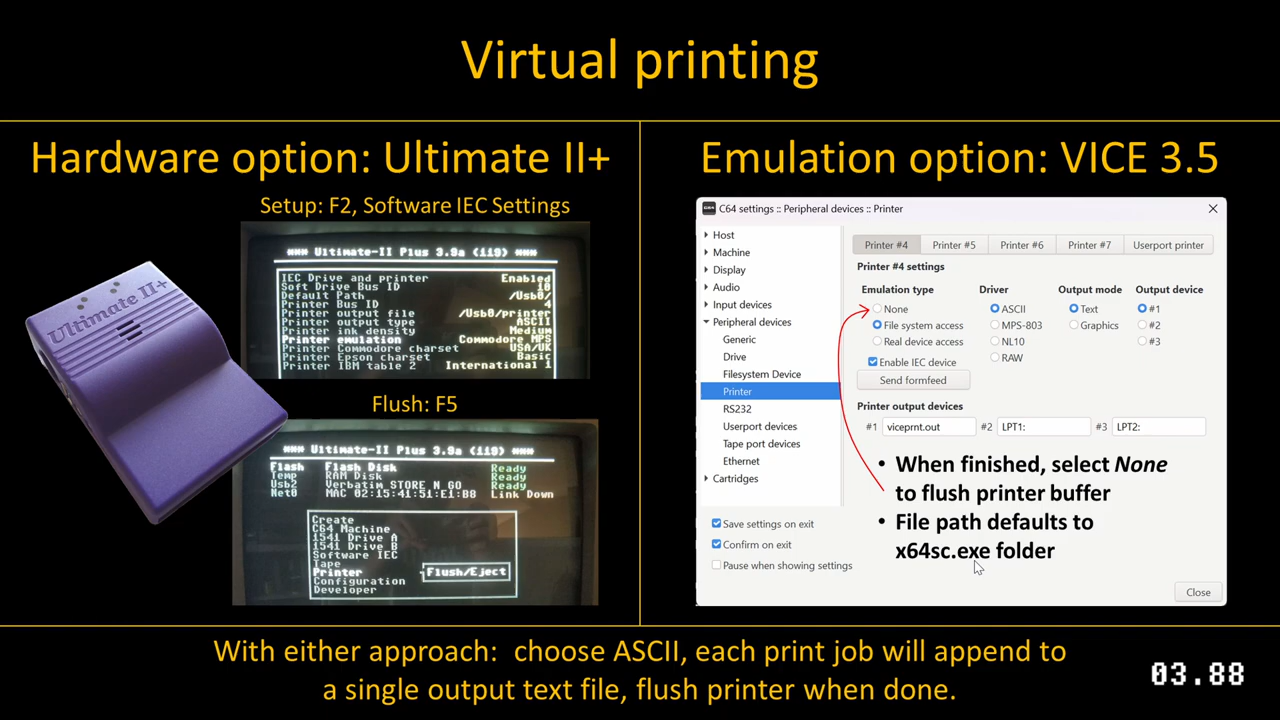 Virtual printing
Hardware option: Ultimate II+
Setup: F2, Software IEC Settings
Ultimate II+
*** Ultimate-II Plus 3.9a (119) ***
IEC Drive and printer Enabled
Soft Drive Bus ID 10
Default Path /Usb0/
Printer Bus ID 4
Printer output file /Usb0/printer
Printer output type ASCII
Printer ink density Medium
Printer emulation Commodore MPS
Printer Commodore charset USA/UK
Printer Epson charset Basic
Printer IBM table 2 International 1
Flush: F5
*** Ultimate-II Plus 3.9a (119) ***
Flash Flash Disk Ready
Temp RAM Disk Ready
Usb2 Verbatim STORE N GO Ready
Net0 MAC 02:15:41:51:E1:B8 Link Down
Create
C64 Machine
1541 Drive A
1541 Drive B
Software IEC
Tape
Printer Flush/Eject
Configuration
Developer
Emulation option: VICE 3.5
C64 settings :: Peripheral devices :: Printer
Host
Machine
Display
Audio
Input devices
Peripheral devices
Generic
Drive
Filesystem Device
Printer
RS232
Userport devices
Tape port devices
Ethernet
Cartridges
Save settings on exit
Confirm on exit
Pause when showing settings
Printer #4 Printer #5 Printer #6 Printer #7 Userport printer
Printer #4 settings
Emulation type Driver Output mode Output device
None ASCII Text #1
File system access MPS-803 Graphics #2
Real device access NL10 #3
Enable IEC device RAW
Send formfeed
Printer output devices
#1 viceprnt.out #2 LPT1: #3 LPT2:
• When finished, select None
to flush printer buffer
• File path defaults to
x64sc.exe folder
Close
With either approach: choose ASCII, each print job will append to
a single output text file, flush printer when done.
03.88